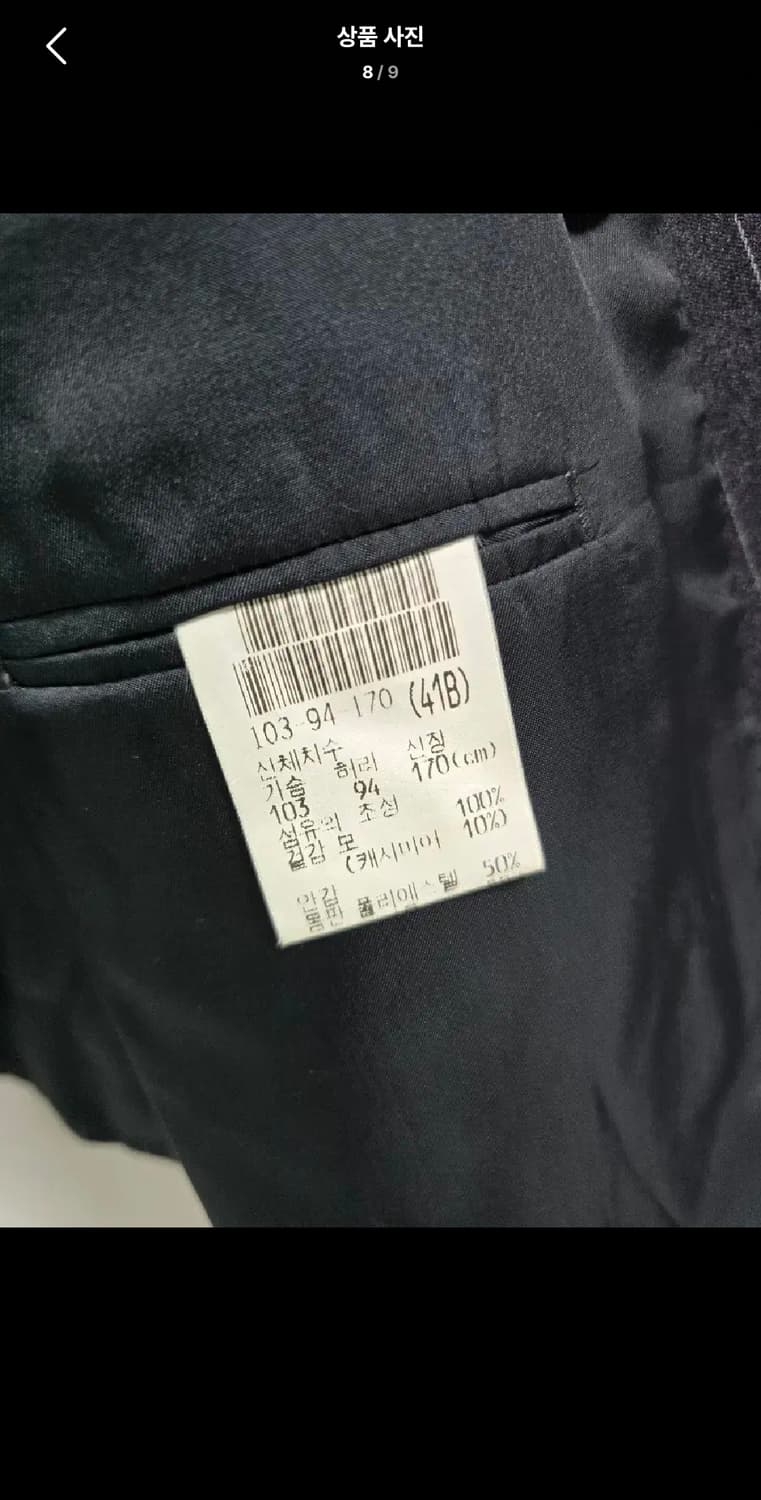 상품 사진
8 / 9
103-94-170 (41B)
신체치수
가슴 허리 신장
103 94 170(cm)
섬유의 조성
겉감 모 100%
(캐시미어 10%)
안감
몸판 폴리에스텔 50%